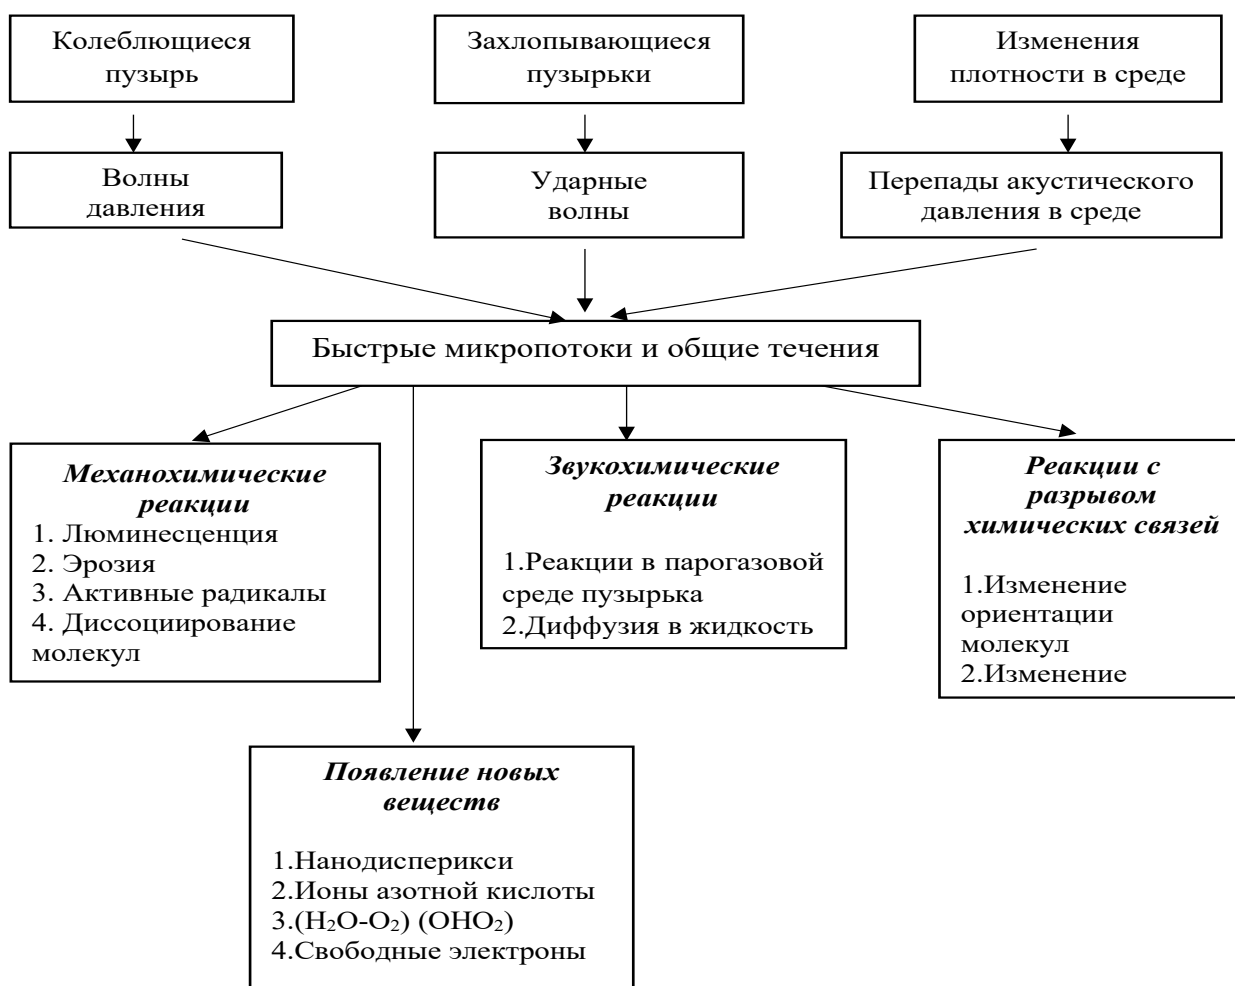 Колеблющиеся
пузырь
Захлопывающиеся
пузырьки
Изменения
плотности в среде
Волны
давления
Ударные
волны
Перепады акустического
давления в среде
Быстрые микропотоки и общие течения
Механохимические
реакции
1. Люминесценция
2. Эрозия
3. Активные радикалы
4. Диссоциирование
молекул
Звукохимические
реакции
1.Реакции в парогазовой
среде пузырька
2.Диффузия в жидкость
Реакции с
разрывом
химических связей
1.Изменение
ориентации
молекул
2.Изменение
Появление новых
веществ
1.Нанодисперикси
2.Ионы азотной кислоты
3.(H₂O-O₂) (OHO₂)
4.Свободные электроны